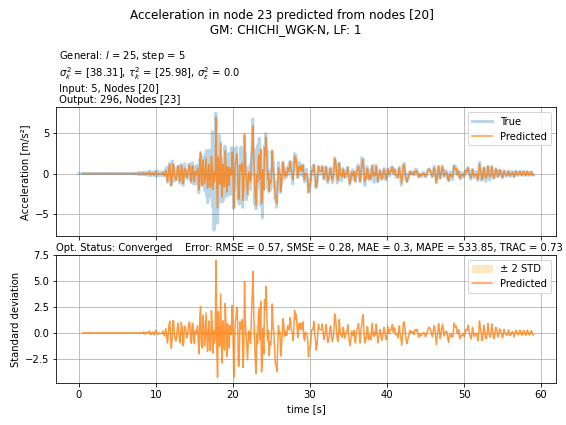 Acceleration in node 23 predicted from nodes [20]
GM: CHICHI_WGK-N, LF: 1
General: l = 25, step = 5
σ²ₖ = [38.31], τ²ₖ = [25.98], σ²ε = 0.0
Input: 5, Nodes [20]
Output: 296, Nodes [23]
Acceleration [m/s²]
5
0
−5
True
Predicted
Opt. Status: Converged Error: RMSE = 0.57, SMSE = 0.28, MAE = 0.3, MAPE = 533.85, TRAC = 0.73
Standard deviation
7.5
5.0
2.5
0.0
−2.5
± 2 STD
Predicted
0 10 20 30 40 50 60
time [s]